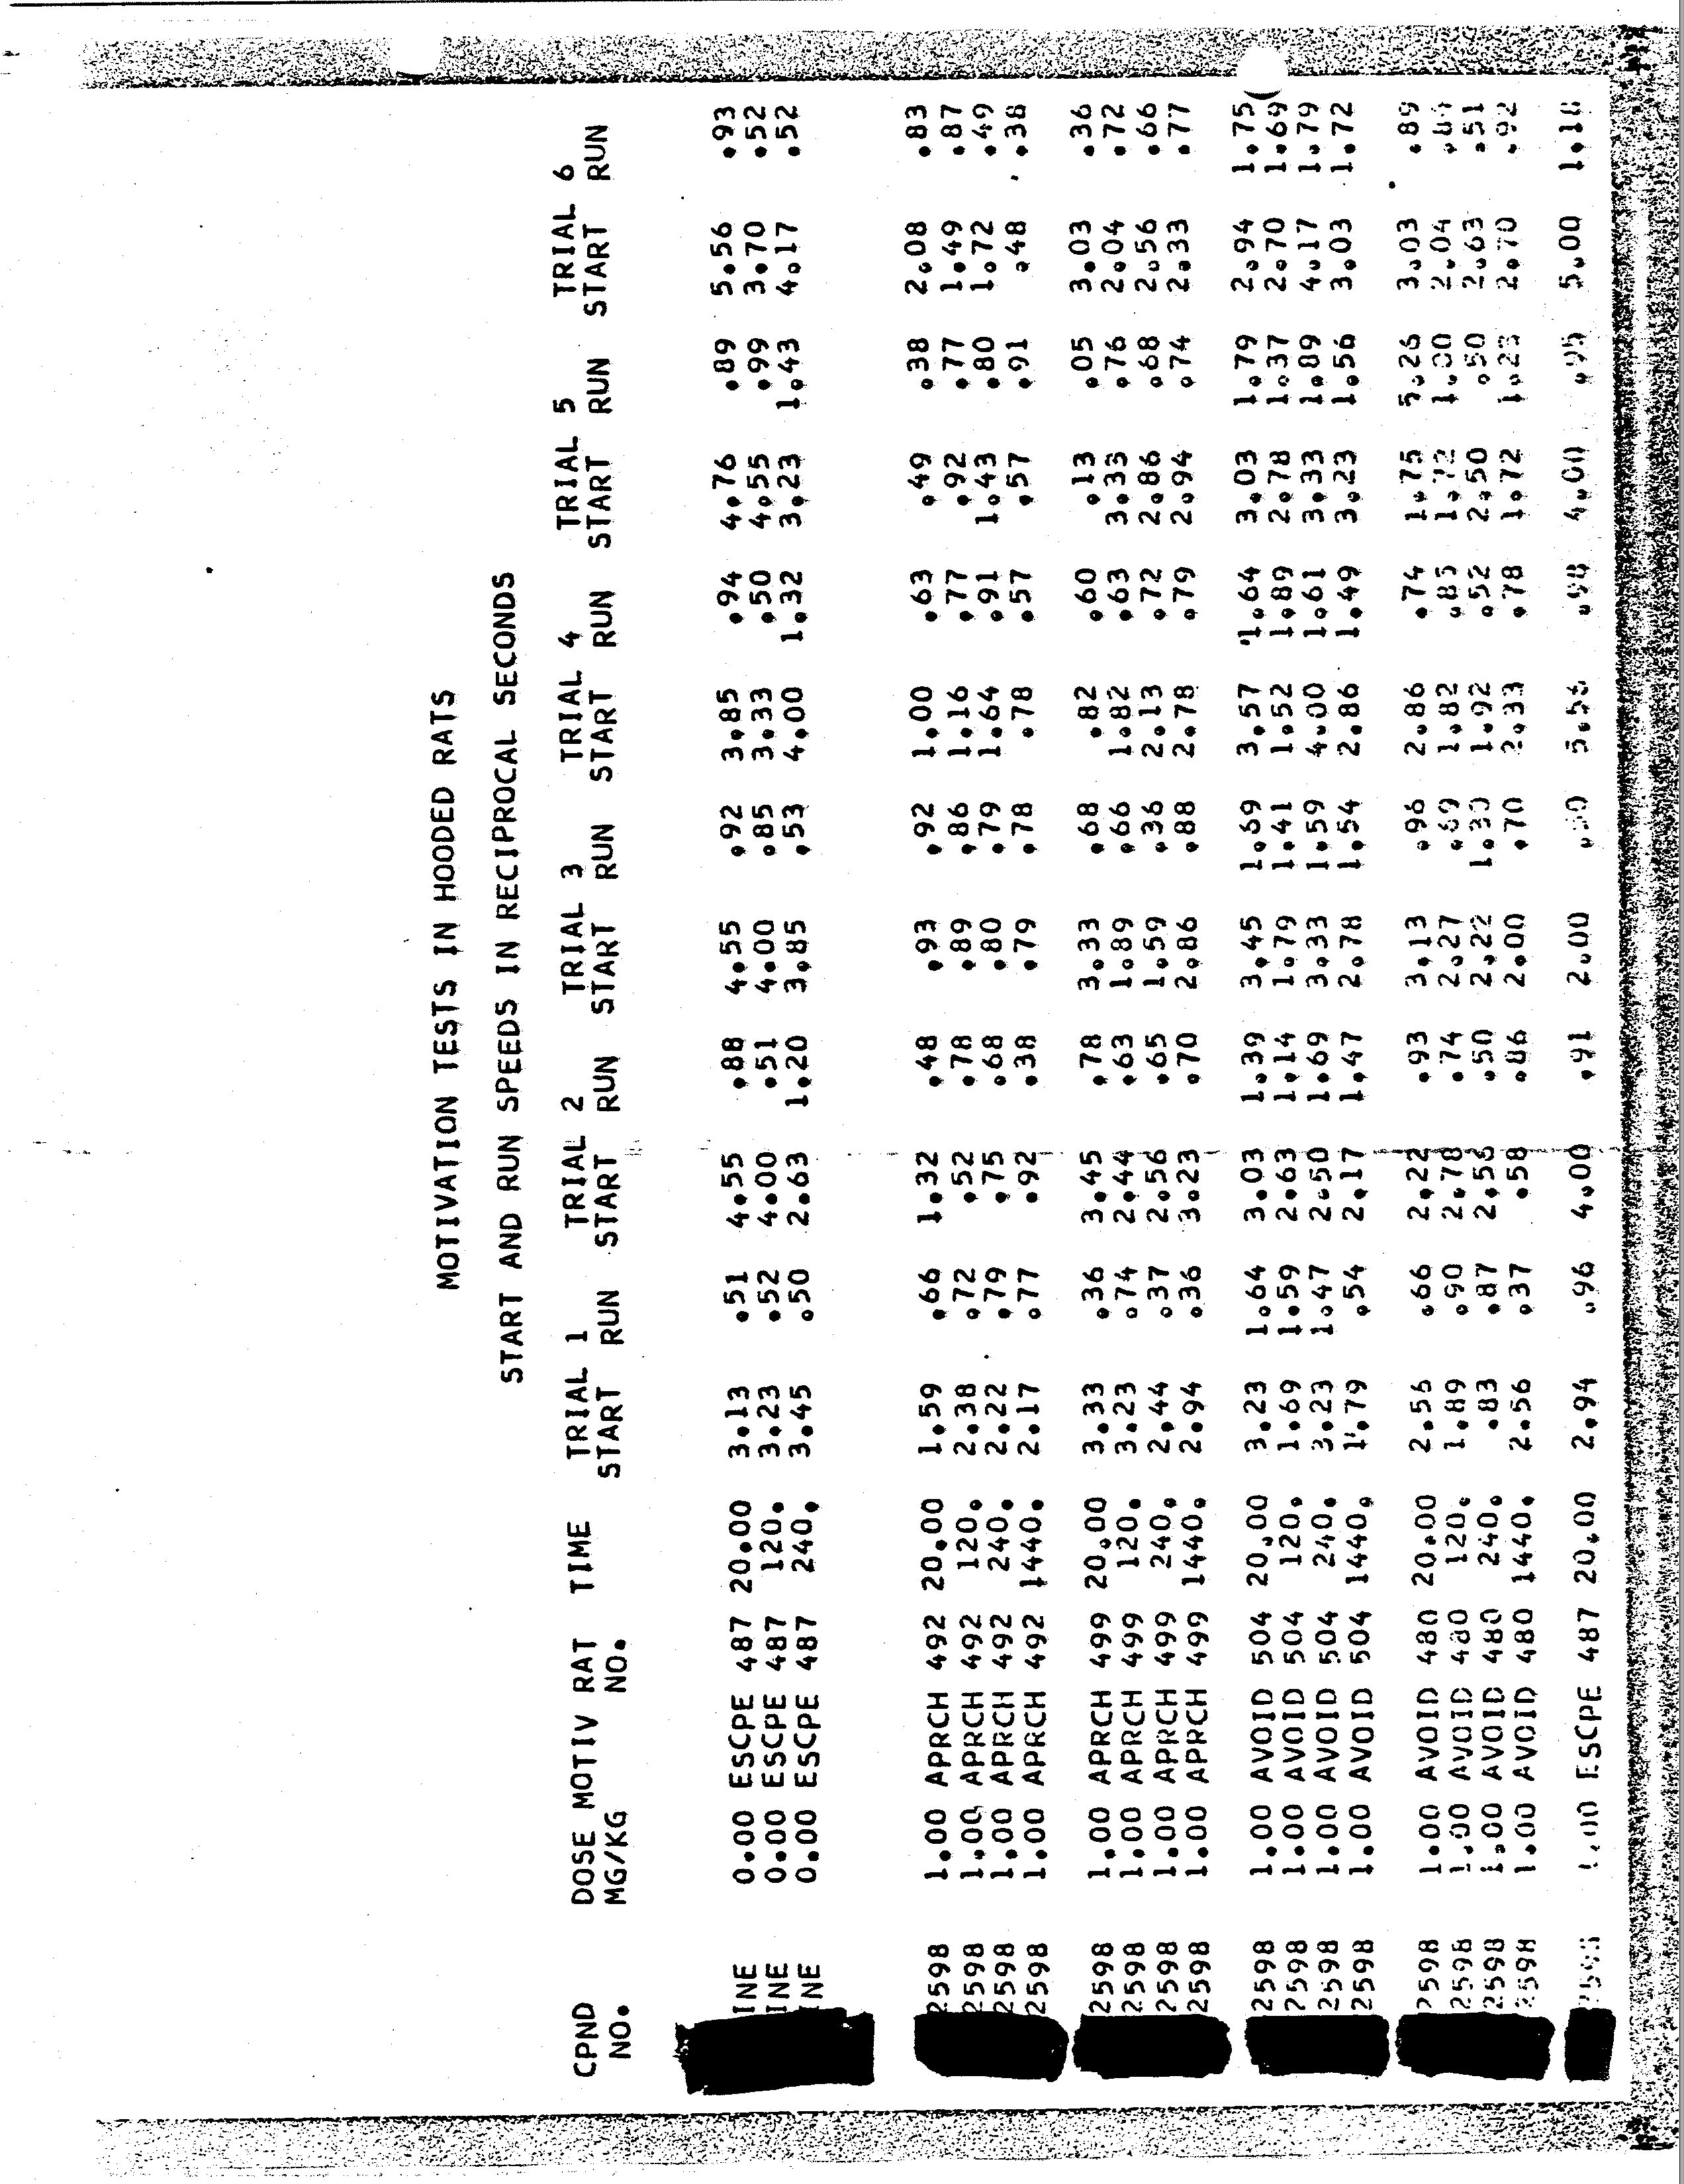 MOTIVATION TESTS IN HOODED RATS
START AND RUN SPEEDS IN RECIPROCAL SECONDS
CPND DOSE MOTIV RAT TIME TRIAL 1 TRIAL 2 TRIAL 3 TRIAL 4 TRIAL 5 TRIAL 6
NO. MG/KG NO. START RUN START RUN START RUN START RUN START RUN START RUN
INE 0.00 ESCPE 487 20.00 3.13 .51 4.55 .88 4.55 .92 3.85 .94 4.76 .89 5.56 .93
INE 0.00 ESCPE 487 120. 3.23 .52 4.00 .51 4.00 .85 3.33 .50 4.55 .99 3.70 .52
INE 0.00 ESCPE 487 240. 3.45 .50 2.63 1.20 3.85 .53 4.00 1.32 3.23 1.43 4.17 .52
2598 1.00 APRCH 492 20.00 1.59 .66 1.32 .48 .93 .92 1.00 .63 .49 .38 2.08 .83
2598 1.00 APRCH 492 120. 2.38 .72 .52 .78 .89 .86 1.16 .77 .92 .77 1.49 .87
2598 1.00 APRCH 492 240. 2.22 .79 .75 .68 .80 .79 1.64 .91 1.43 .80 1.72 .49
2598 1.00 APRCH 492 1440. 2.17 .77 .92 .38 .79 .78 .78 .57 .57 .91 .48 .38
2598 1.00 APRCH 499 20.00 3.33 .36 3.45 .78 3.33 .68 .82 .60 .13 .05 3.03 .36
2598 1.00 APRCH 499 120. 3.23 .74 2.44 .63 1.89 .66 1.82 .63 3.33 .76 2.04 .72
2598 1.00 APRCH 499 240. 2.44 .37 2.56 .65 1.59 .36 2.13 .72 2.86 .68 2.56 .66
2598 1.00 APRCH 499 1440. 2.94 .36 3.23 .70 2.86 .88 2.78 .79 2.94 .74 2.33 .77
2598 1.00 AVOID 504 20.00 3.23 1.64 3.03 1.39 3.45 1.69 3.57 1.64 3.03 1.79 2.94 1.75
2598 1.00 AVOID 504 120. 1.69 1.59 2.63 1.14 1.79 1.41 1.52 1.89 2.78 1.37 2.70 1.69
2598 1.00 AVOID 504 240. 3.23 1.47 2.50 1.69 3.33 1.59 4.00 1.61 3.33 1.89 4.17 1.79
2598 1.00 AVOID 504 1440. 1.79 .54 2.17 1.47 2.78 1.54 2.86 1.49 3.23 1.56 3.03 1.72
2598 1.00 AVOID 480 20.00 2.56 .66 2.22 .93 3.13 .96 2.86 .74 1.75 5.26 3.03 .89
2598 1.00 AVOID 480 120. 1.89 .90 2.78 .74 2.27 .69 1.82 .85 1.00 2.04
2598 1.00 AVOID 480 240. .83 .87 2.56 .50 2.22 1.92 .52 2.50 .50 2.63 .51
2598 1.00 AVOID 480 1440. 2.56 .37 .58 .86 2.00 .70 2.33 .78 1.72 2.70 .92
2598 1.00 ESCPE 487 20.00 2.94 .96 4.00 .91 2.00 .98 4.00 .95 5.00 1.18